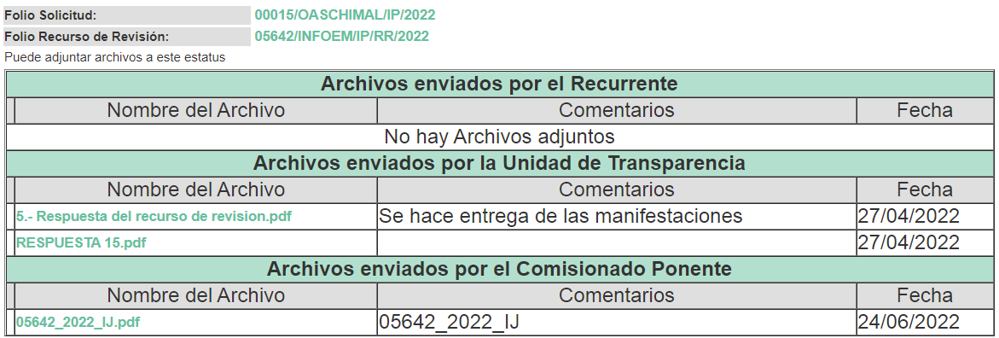 Folio Solicitud: 00015/OASCHIMAL/IP/2022
Folio Recurso de Revisión: 05642/INFOEM/IP/RR/2022
Puede adjuntar archivos a este estatus
Archivos enviados por el Recurrente
Nombre del Archivo Comentarios Fecha
No hay Archivos adjuntos
Archivos enviados por la Unidad de Transparencia
Nombre del Archivo Comentarios Fecha
5.- Respuesta del recurso de revision.pdf Se hace entrega de las manifestaciones 27/04/2022
RESPUESTA 15.pdf 27/04/2022
Archivos enviados por el Comisionado Ponente
Nombre del Archivo Comentarios Fecha
05642_2022_IJ.pdf 05642_2022_IJ 24/06/2022